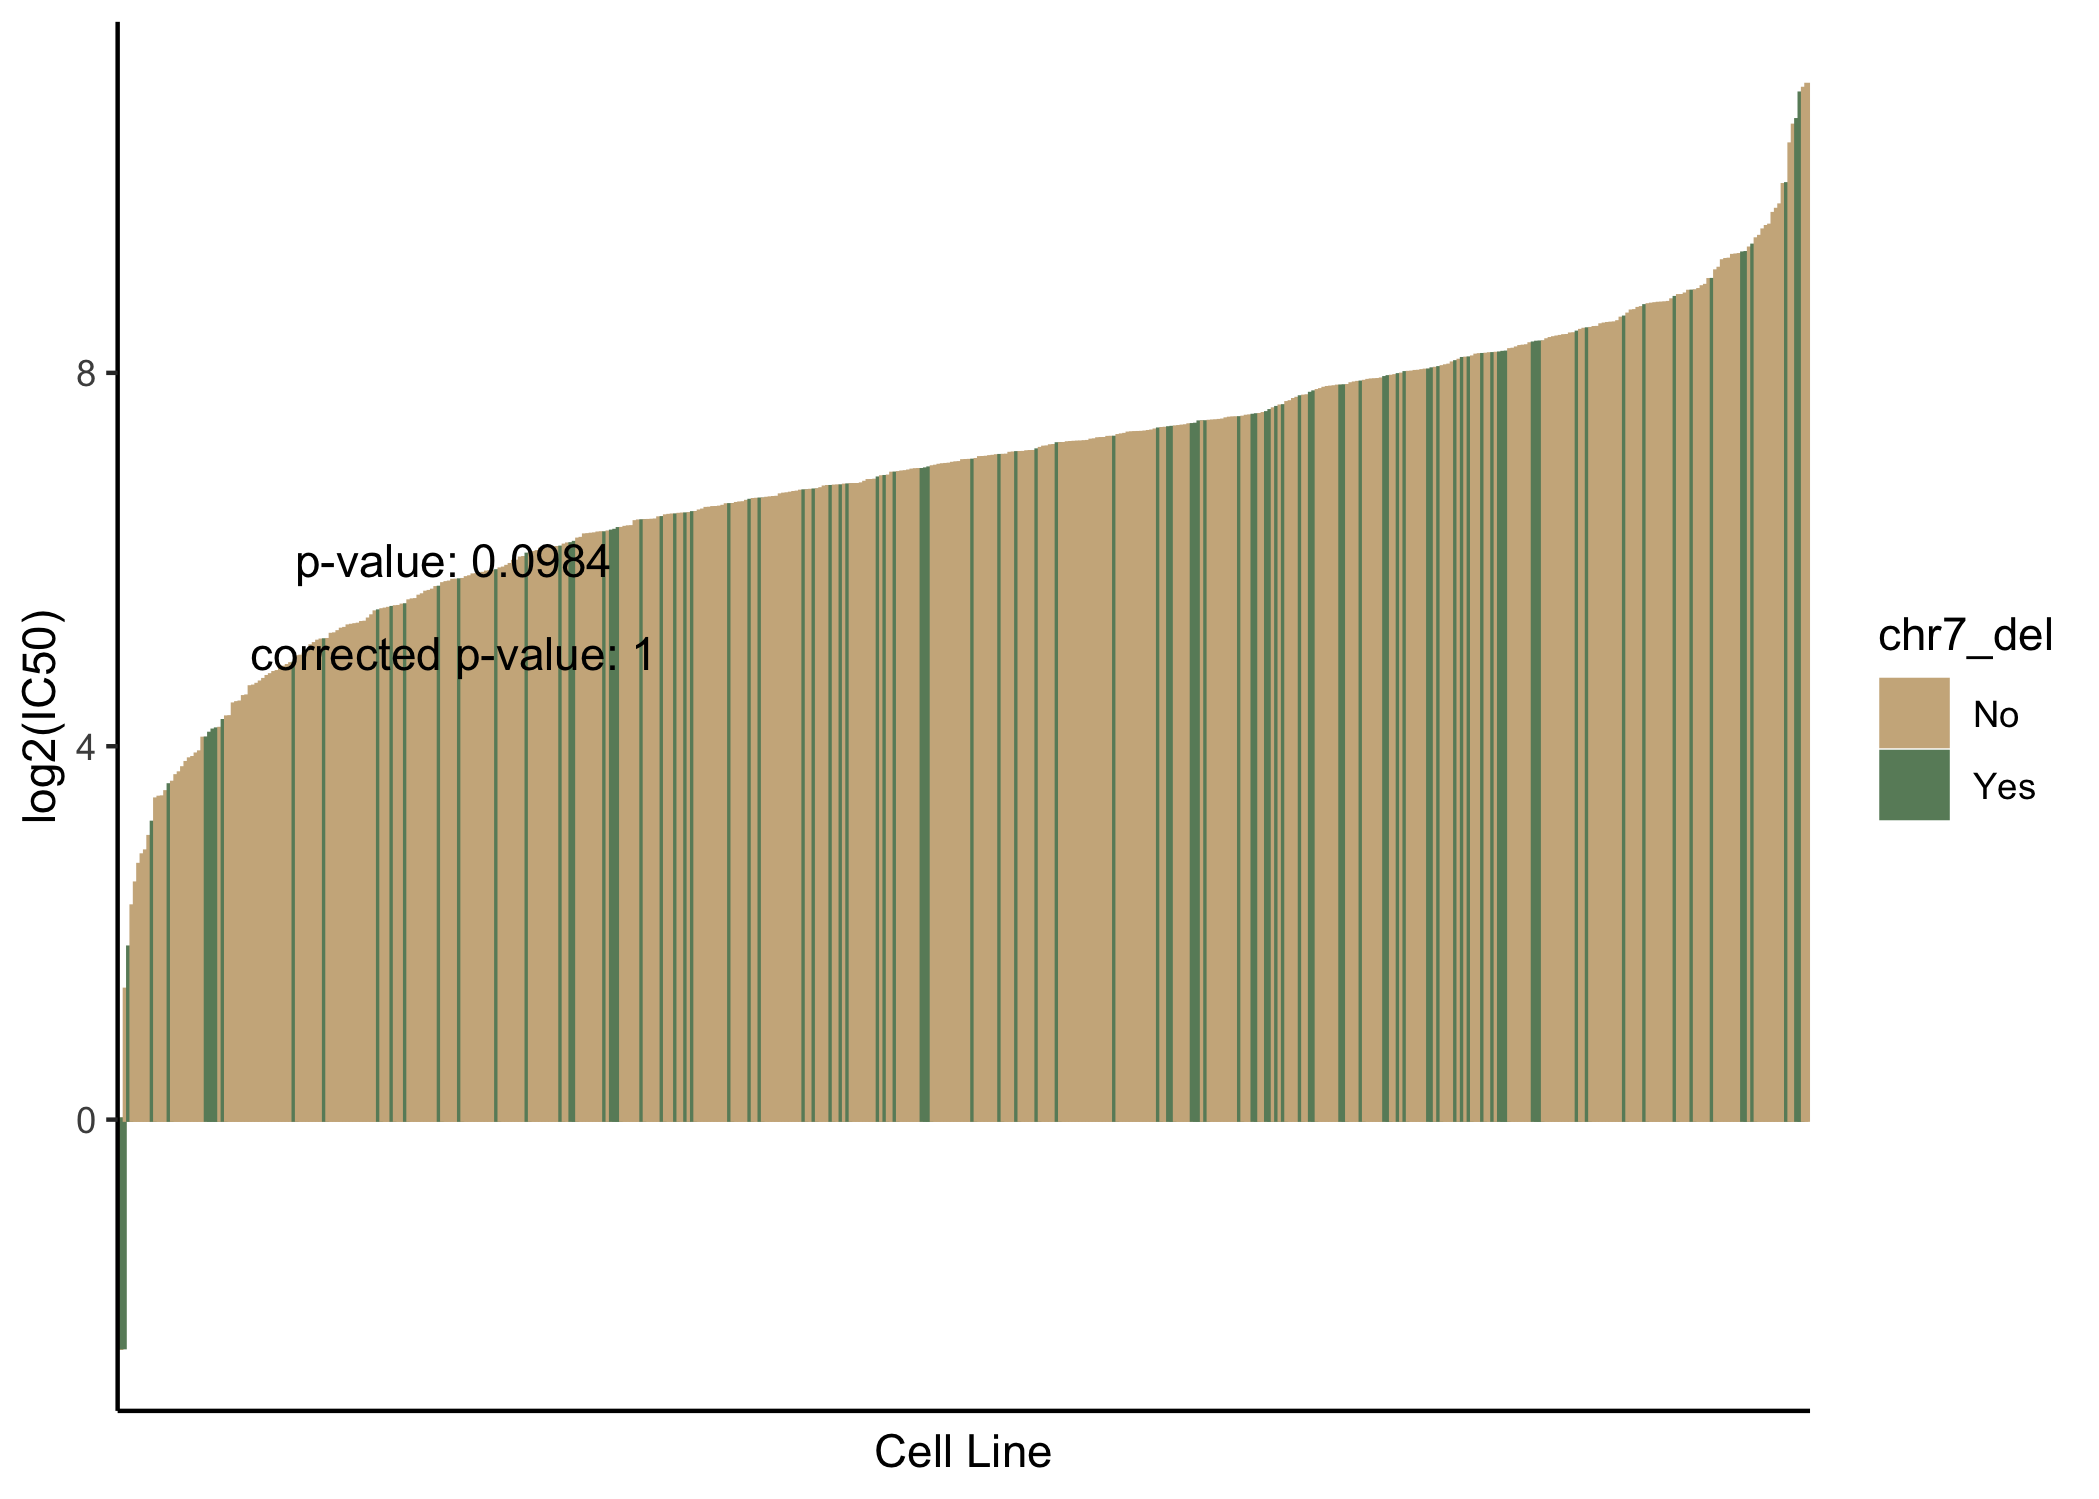 8
4
0
log2(IC50)
p-value: 0.0984
corrected p-value: 1
Cell Line
chr7_del
No
Yes